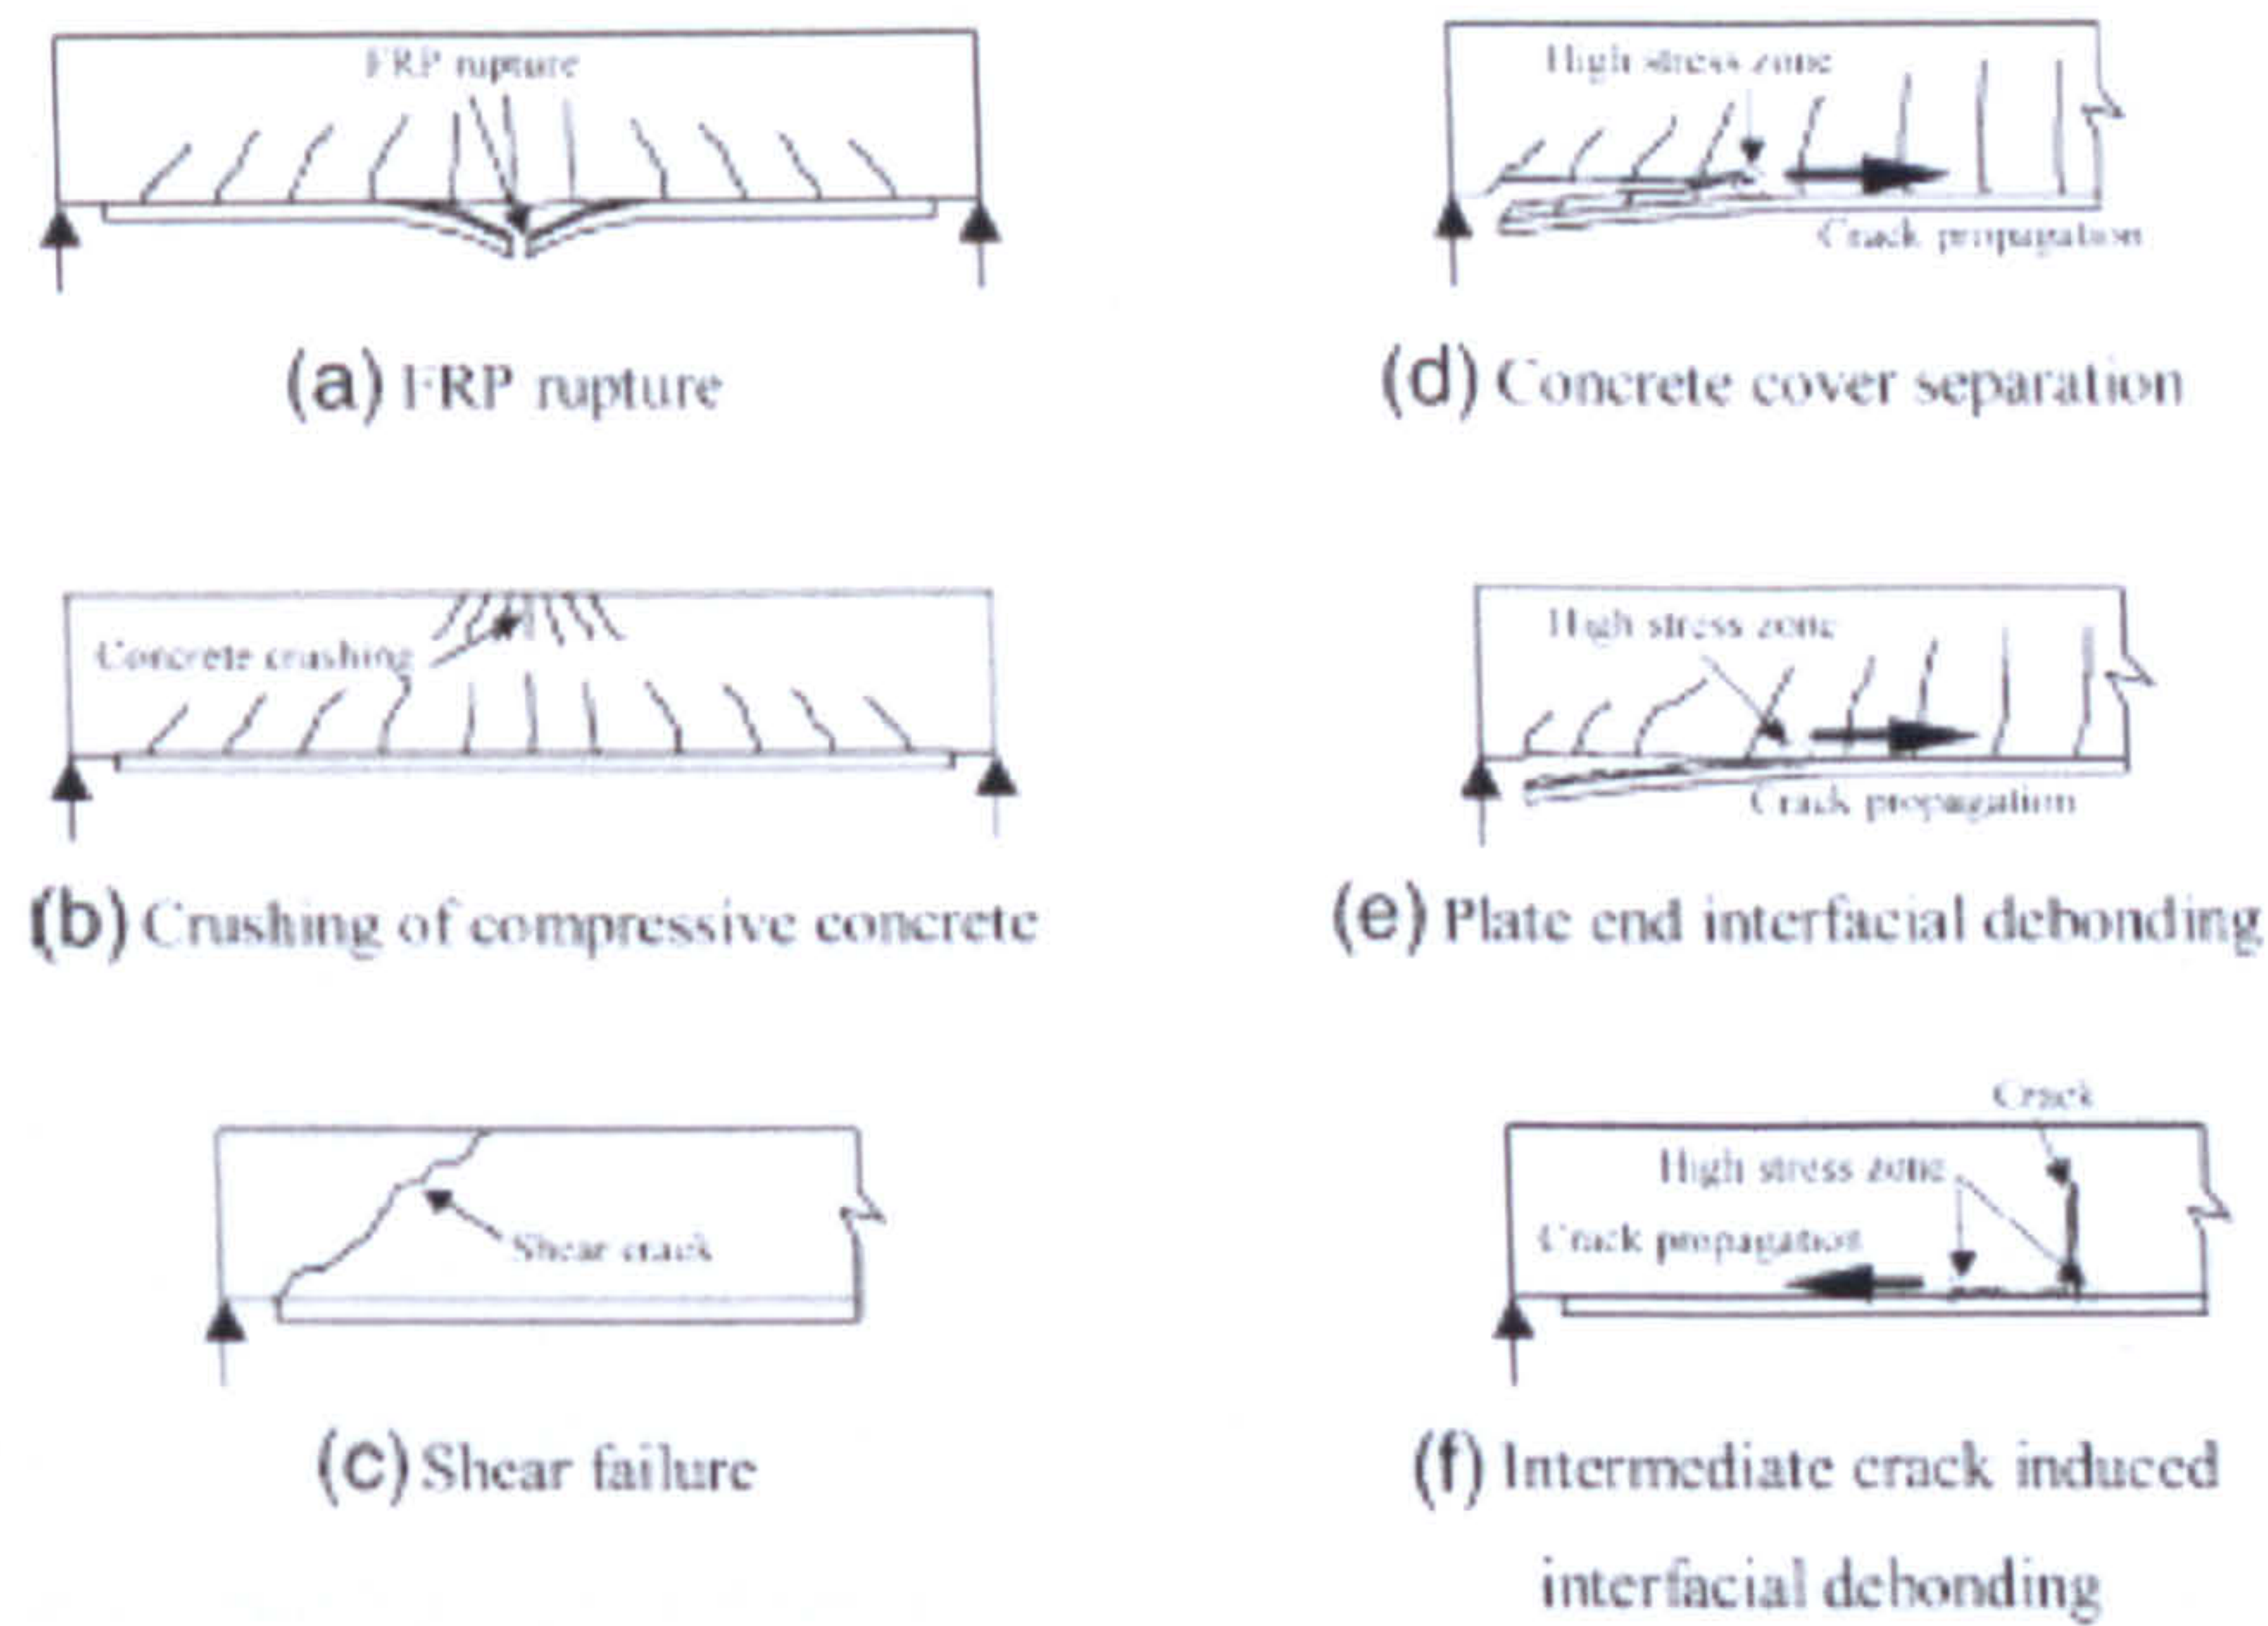 FRP rupture
(a) FRP rupture
Concrete crushing
(b) Crushing of compressive concrete
Shear crack
(c) Shear failure
High stress zone
Crack propagation
(d) Concrete cover separation
High stress zone
Crack propagation
(e) Plate end interfacial debonding
Crack
High stress zone
Crack propagation
(f) Intermediate crack induced
interfacial debonding